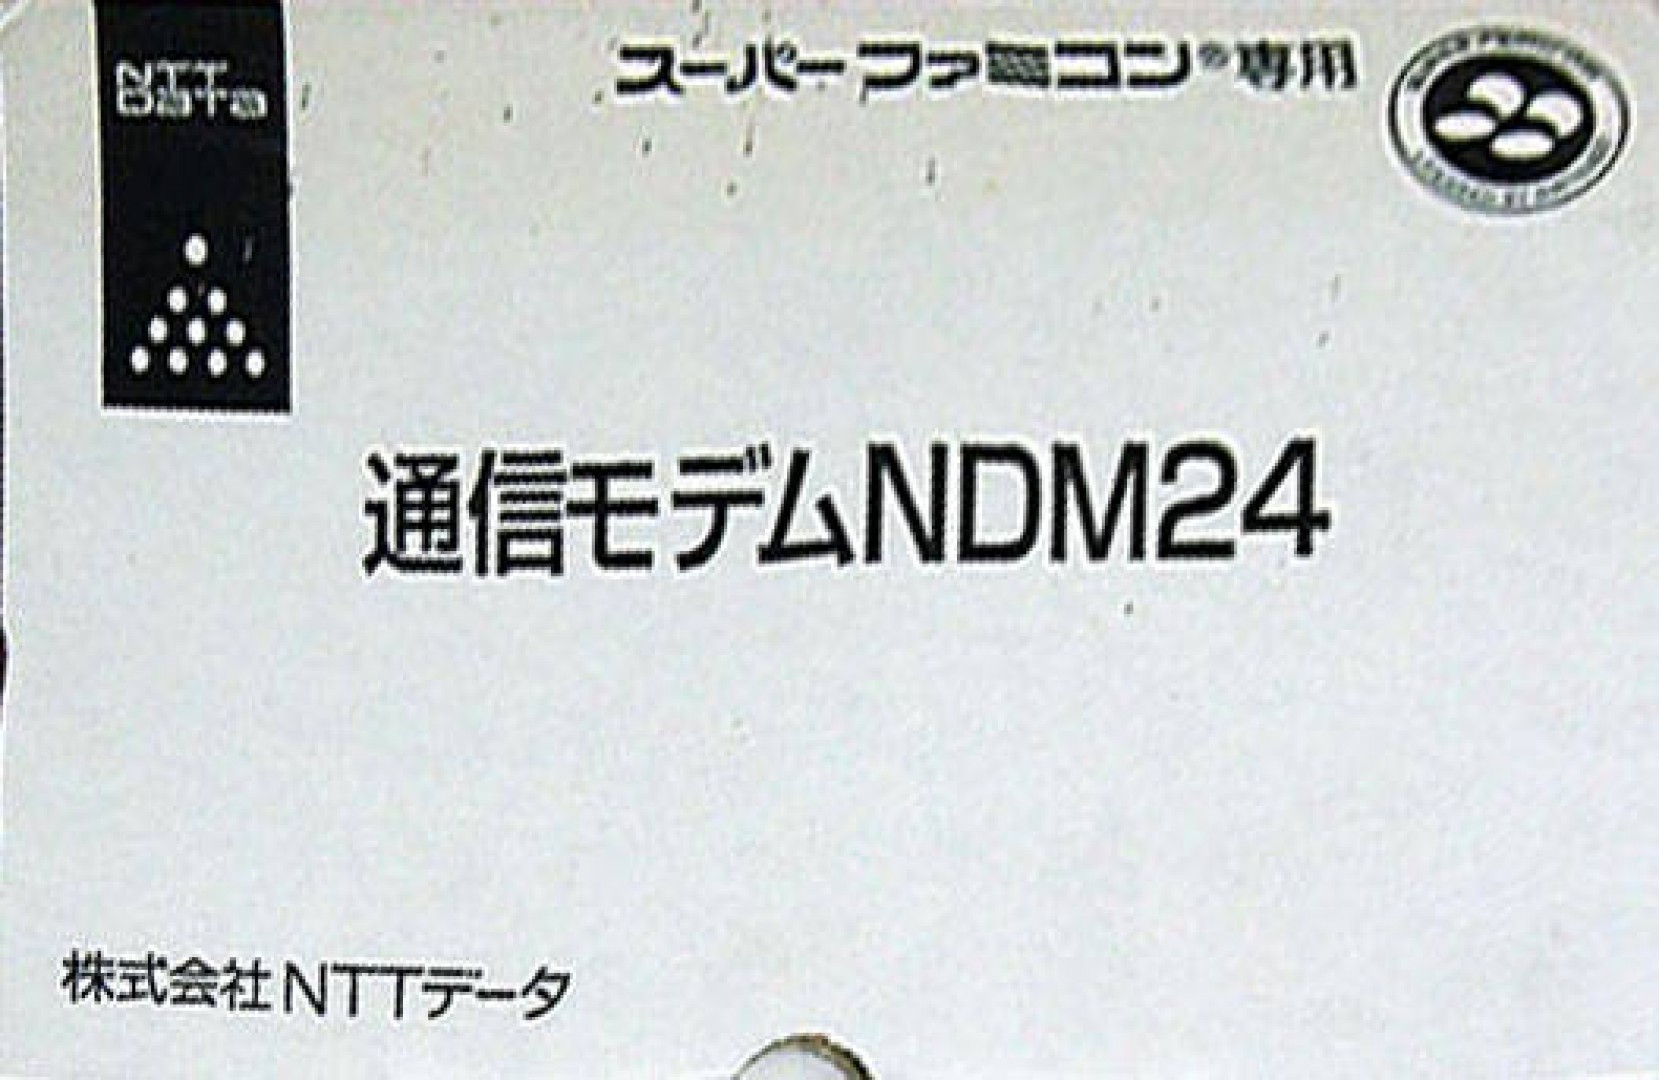 NTT
Data
スーパーファミコン®専用
通信モデムNDM24
株式会社NTTデータ